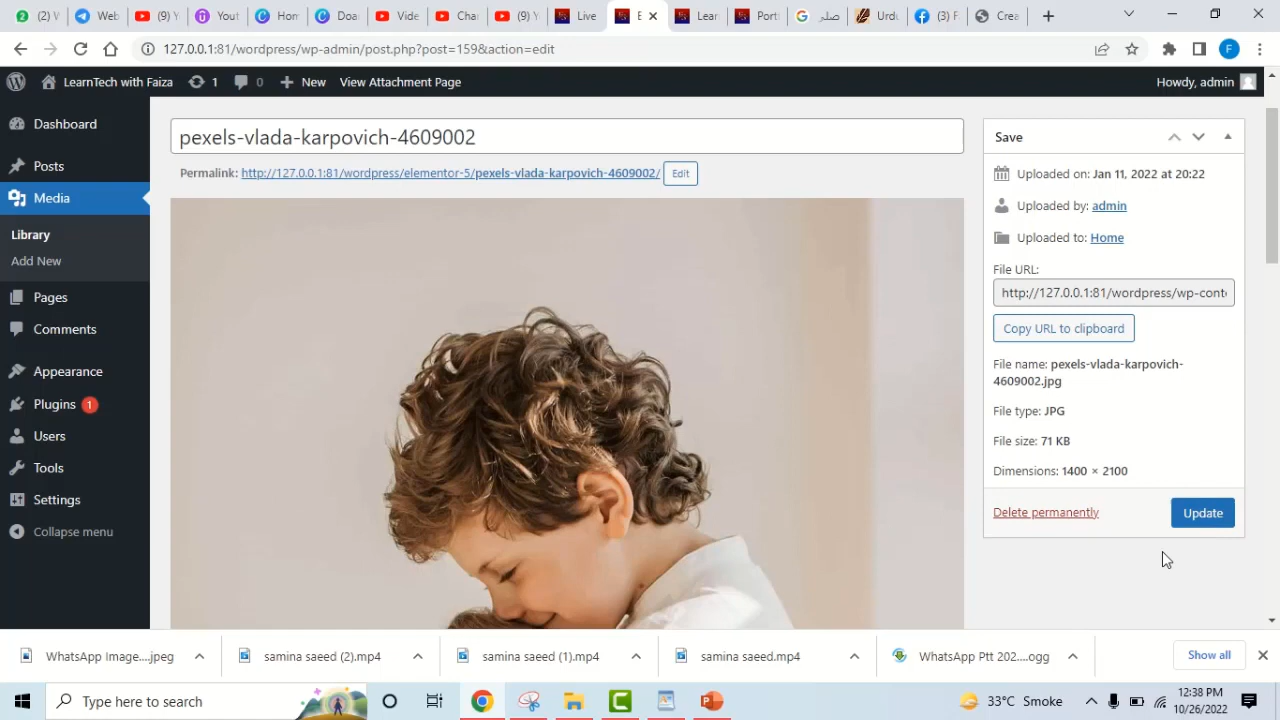 (2) V
Web
(9) Y
Yout
Hom
Das
Vide
Cha
(9) Y
Live
E
Lear
Port
صلہ
Urdu
(3) F
Crea
127.0.0.1:81/wordpress/wp-admin/post.php?post=159&action=edit
F
LearnTech with Faiza
1
0
New
View Attachment Page
Howdy, admin
Dashboard
Posts
Media
Library
Add New
Pages
Comments
Appearance
Plugins 1
Users
Tools
Settings
Collapse menu
pexels-vlada-karpovich-4609002
Permalink: http://127.0.0.1:81/wordpress/elementor-5/pexels-vlada-karpovich-4609002/ Edit
Save
Uploaded on: Jan 11, 2022 at 20:22
Uploaded by: admin
Uploaded to: Home
File URL:
http://127.0.0.1:81/wordpress/wp-conte
Copy URL to clipboard
File name: pexels-vlada-karpovich-
4609002.jpg
File type: JPG
File size: 71 KB
Dimensions: 1400 × 2100
Delete permanently
Update
WhatsApp Image....jpeg
samina saeed (2).mp4
samina saeed (1).mp4
samina saeed.mp4
WhatsApp Ptt 202....ogg
Show all
Type here to search
33°C Smoke
12:38 PM
10/26/2022